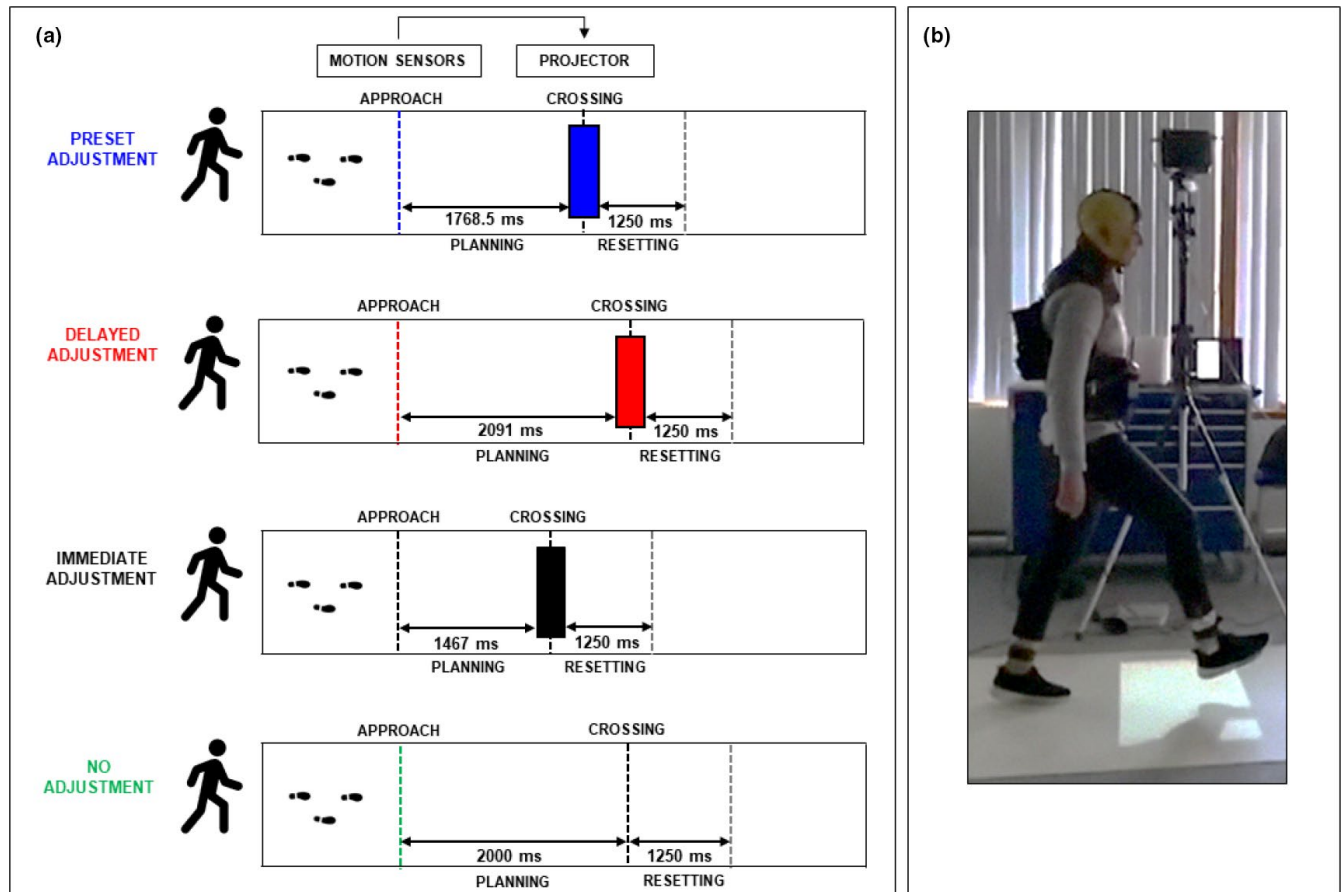 (a)
(b)
MOTION SENSORS
PROJECTOR
APPROACH
CROSSING
PRESET
ADJUSTMENT
1768.5 ms
1250 ms
PLANNING
RESETTING
APPROACH
CROSSING
DELAYED
ADJUSTMENT
2091 ms
1250 ms
PLANNING
RESETTING
APPROACH
CROSSING
IMMEDIATE
ADJUSTMENT
1467 ms
1250 ms
PLANNING
RESETTING
APPROACH
CROSSING
NO
ADJUSTMENT
2000 ms
1250 ms
PLANNING
RESETTING